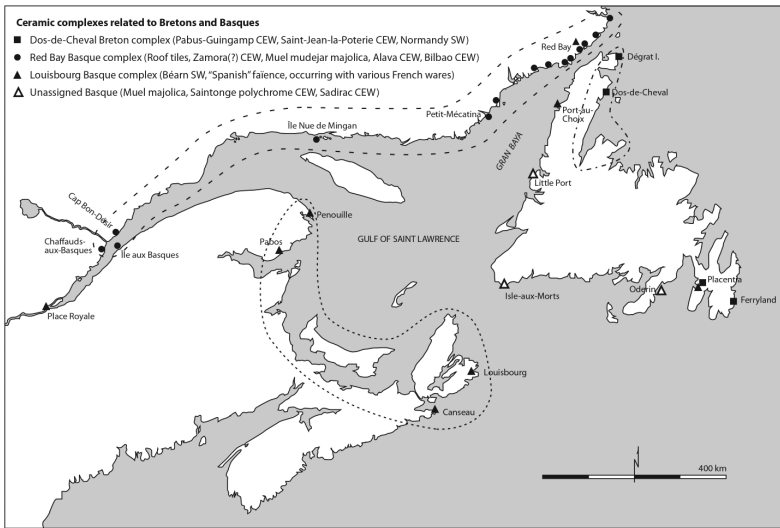 Ceramic complexes related to Bretons and Basques
Dos-de-Cheval Breton complex (Pabus-Guingamp CEW, Saint-Jean-la-Poterie CEW, Normandy SW)
Red Bay Basque complex (Roof tiles, Zamora(?) CEW, Muel mudejar majolica, Alava CEW, Bilbao CEW)
Louisbourg Basque complex (Béarn SW, "Spanish" faïence, occurring with various French wares)
Unassigned Basque (Muel majolica, Saintonge polychrome CEW, Sadirac CEW)
Red Bay
Dégrat I.
Dos-de-Cheval
Port-au-
Choix
Petit-Mécatina
Île Nue de Mingan
GRAN BAYA
Little Port
Cap Bon-Désir
Penouille
Chaffauds-
aux-Basques
Île aux Basques
Pabos
GULF OF SAINT LAWRENCE
Isle-aux-Morts
Oderin
Placentia
Ferryland
Place Royale
Louisbourg
Canseau
N
400 km